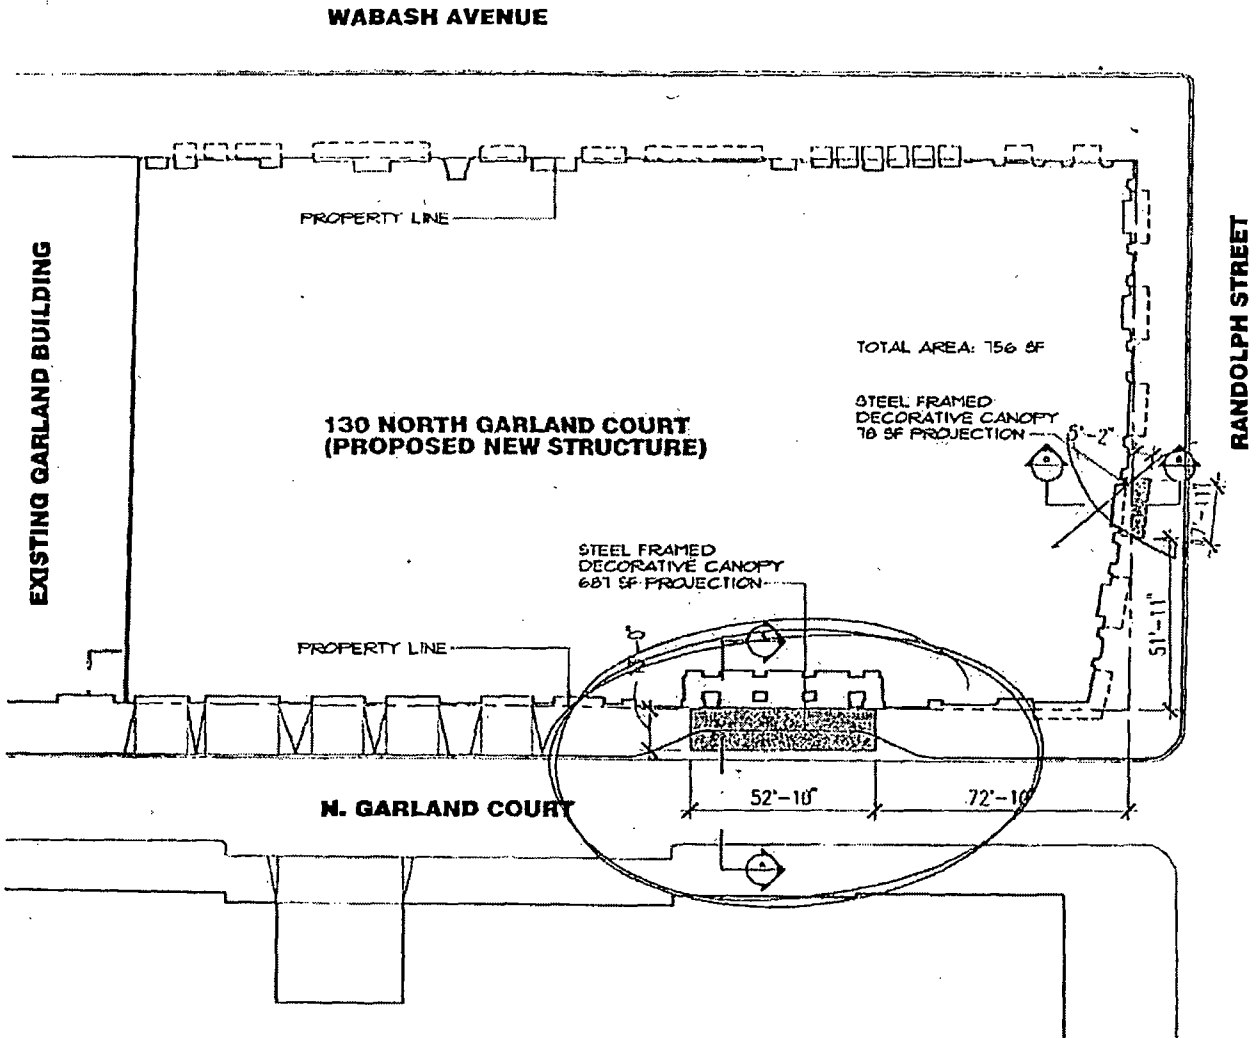 WABASH AVENUE
PROPERTY LINE
EXISTING GARLAND BUILDING
RANDOLPH STREET
TOTAL AREA: 756 SF
STEEL FRAMED
DECORATIVE CANOPY
78 SF PROJECTION
5'-2"
130 NORTH GARLAND COURT
(PROPOSED NEW STRUCTURE)
STEEL FRAMED
DECORATIVE CANOPY
681 SF PROJECTION
51'-11"
PROPERTY LINE
N. GARLAND COURT
52'-10"
72'-10"